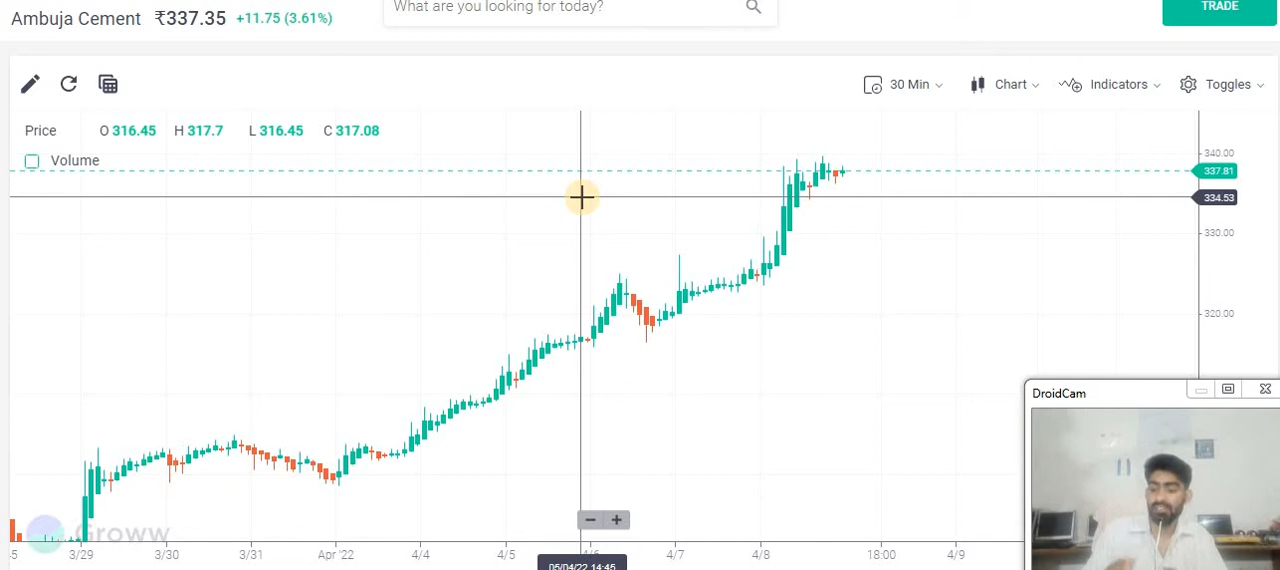 Ambuja Cement ₹337.35 +11.75 (3.61%)
What are you looking for today?
TRADE
30 Min Chart Indicators Toggles
Price O 316.45 H 317.7 L 316.45 C 317.08
Volume
340.00
337.81
334.53
330.00
320.00
DroidCam
Groww
3/29 3/30 3/31 Apr '22 4/4 4/5 4/6 4/7 4/8 18:00 4/9
05/04/22 14:45